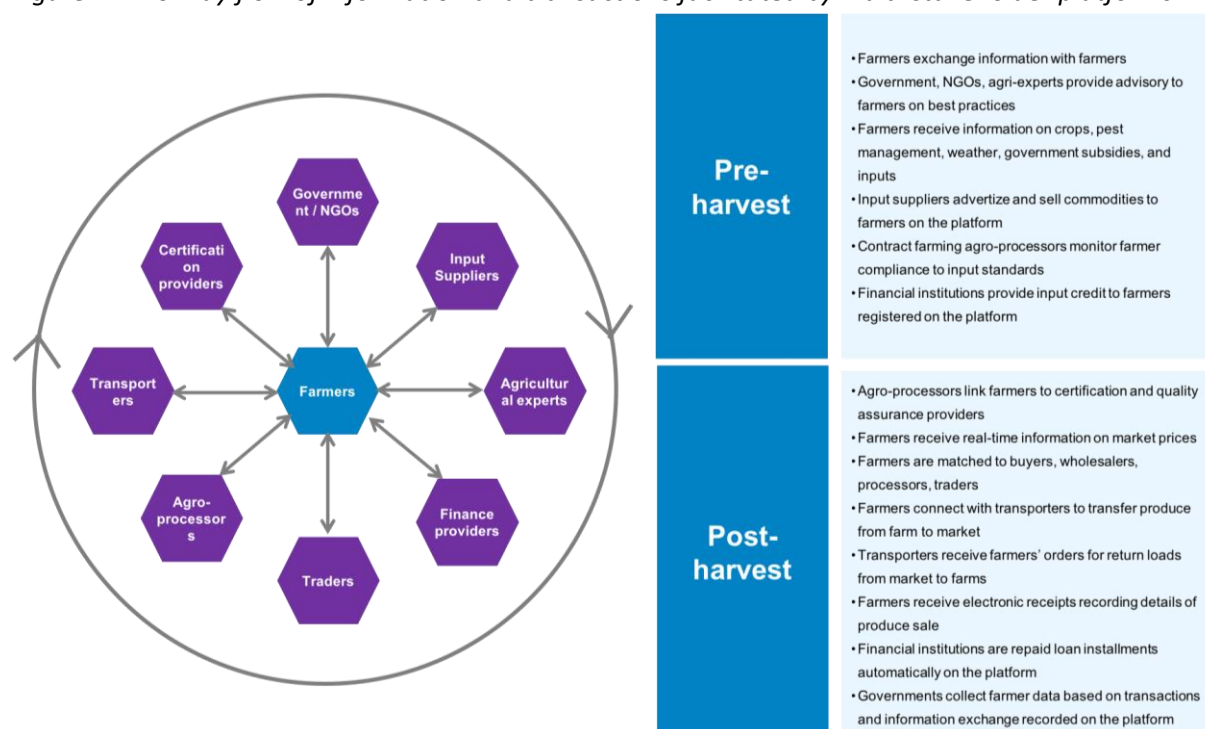 Governme
nt / NGOs
Input
Suppliers
Agricultur
al experts
Finance
providers
Traders
Agro-
processor
s
Transport
ers
Certificati
on
providers
Farmers
Pre-
harvest
•Farmers exchange information with farmers
•Government, NGOs, agri-experts provide advisory to
farmers on best practices
•Farmers receive information on crops, pest
management, weather, government subsidies, and
inputs
•Input suppliers advertize and sell commodities to
farmers on the platform
•Contract farming agro-processors monitor farmer
compliance to input standards
•Financial institutions provide input credit to farmers
registered on the platform
Post-
harvest
•Agro-processors link farmers to certification and quality
assurance providers
•Farmers receive real-time information on market prices
•Farmers are matched to buyers, wholesalers,
processors, traders
•Farmers connect with transporters to transfer produce
from farm to market
•Transporters receive farmers' orders for return loads
from market to farms
•Farmers receive electronic receipts recording details of
produce sale
•Financial institutions are repaid loan installments
automatically on the platform
•Governments collect farmer data based on transactions
and information exchange recorded on the platform